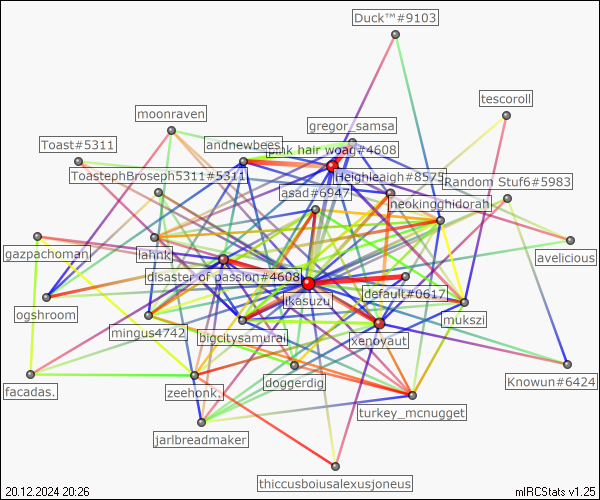 Duck™#9103
tescoroll
moonraven
gregor_samsa
Toast#5311
andnewbees
pink hair woag#4608
ToastephBroseph5311#5311
Heighleaigh#8575
Random Stuf6#5983
asad#6947
neokingghidorah
gazpachoman
lahnk
avelicious
disaster of passion#4608
default#0617
ogshroom
jkasuzu
mukszi
mingus4742
bigcitysamurai
xenoyaut
facadas.
zeehonk.
doggerdig
Knowun#6424
turkey_mcnugget
jarlbreadmaker
thiccusboiusalexusjoneus
20.12.2024 20:26
mIRCStats v1.25